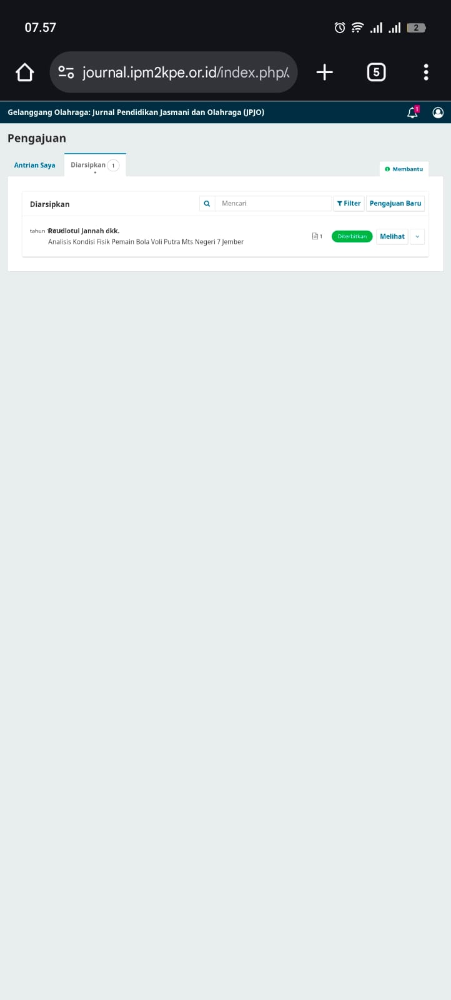 07.57
2
journal.ipm2kpe.or.id/index.php/
5
Gelanggang Olahraga: Jurnal Pendidikan Jasmani dan Olahraga (JPJO)
1
Pengajuan
Antrian Saya
Diarsipkan 1
Membantu
Diarsipkan
Mencari
Filter
Pengajuan Baru
tahun
Roudlotul Jannah dkk.
Analisis Kondisi Fisik Pemain Bola Voli Putra Mts Negeri 7 Jember
1
Diterbitkan
Melihat